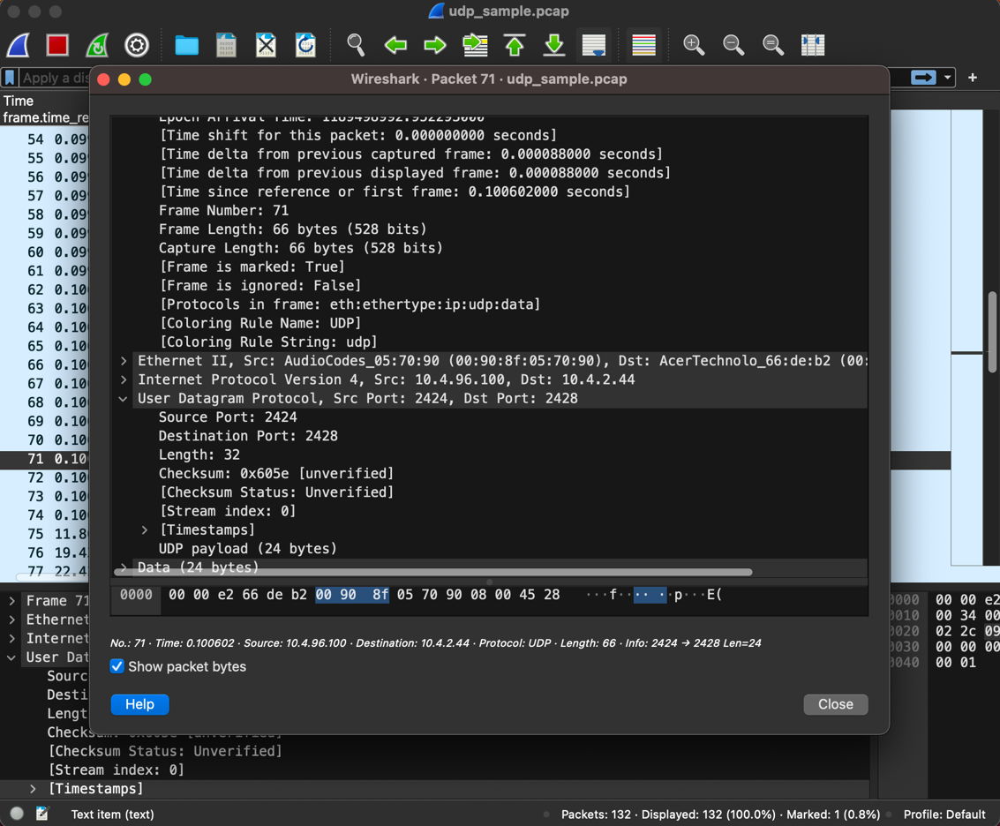 udp_sample.pcap
Apply a dis
+
Wireshark · Packet 71 · udp_sample.pcap
Time
frame.time_re
54 0.09
55 0.09
56 0.09
57 0.09
58 0.09
59 0.09
60 0.09
61 0.09
62 0.10
63 0.10
64 0.10
65 0.10
66 0.10
67 0.10
68 0.10
69 0.10
70 0.10
71 0.10
72 0.10
73 0.10
74 0.10
75 11.8
76 19.4
77 22.4
Epoch Arrival Time: 1189498992.952293000
[Time shift for this packet: 0.000000000 seconds]
[Time delta from previous captured frame: 0.000088000 seconds]
[Time delta from previous displayed frame: 0.000088000 seconds]
[Time since reference or first frame: 0.100602000 seconds]
Frame Number: 71
Frame Length: 66 bytes (528 bits)
Capture Length: 66 bytes (528 bits)
[Frame is marked: True]
[Frame is ignored: False]
[Protocols in frame: eth:ethertype:ip:udp:data]
[Coloring Rule Name: UDP]
[Coloring Rule String: udp]
Ethernet II, Src: AudioCodes_05:70:90 (00:90:8f:05:70:90), Dst: AcerTechnolo_66:de:b2 (00:
Internet Protocol Version 4, Src: 10.4.96.100, Dst: 10.4.2.44
User Datagram Protocol, Src Port: 2424, Dst Port: 2428
Source Port: 2424
Destination Port: 2428
Length: 32
Checksum: 0x605e [unverified]
[Checksum Status: Unverified]
[Stream index: 0]
[Timestamps]
UDP payload (24 bytes)
Data (24 bytes)
0000 00 00 e2 66 de b2 00 90 8f 05 70 90 08 00 45 28 ···f·· ·· ·p···E(
No.: 71 · Time: 0.100602 · Source: 10.4.96.100 · Destination: 10.4.2.44 · Protocol: UDP · Length: 66 · Info: 2424 → 2428 Len=24
Show packet bytes
Help
Close
Frame 71
Ethernet
Internet
User Dat
Sourc
Desti
Lengt
Checksum: 0x605e [unverified]
[Checksum Status: Unverified]
[Stream index: 0]
[Timestamps]
0000 00 00 e2
0010 00 34 00
0020 02 2c 09
0030 00 00 00
0040 00 01
Text item (text)
Packets: 132 · Displayed: 132 (100.0%) · Marked: 1 (0.8%)
Profile: Default